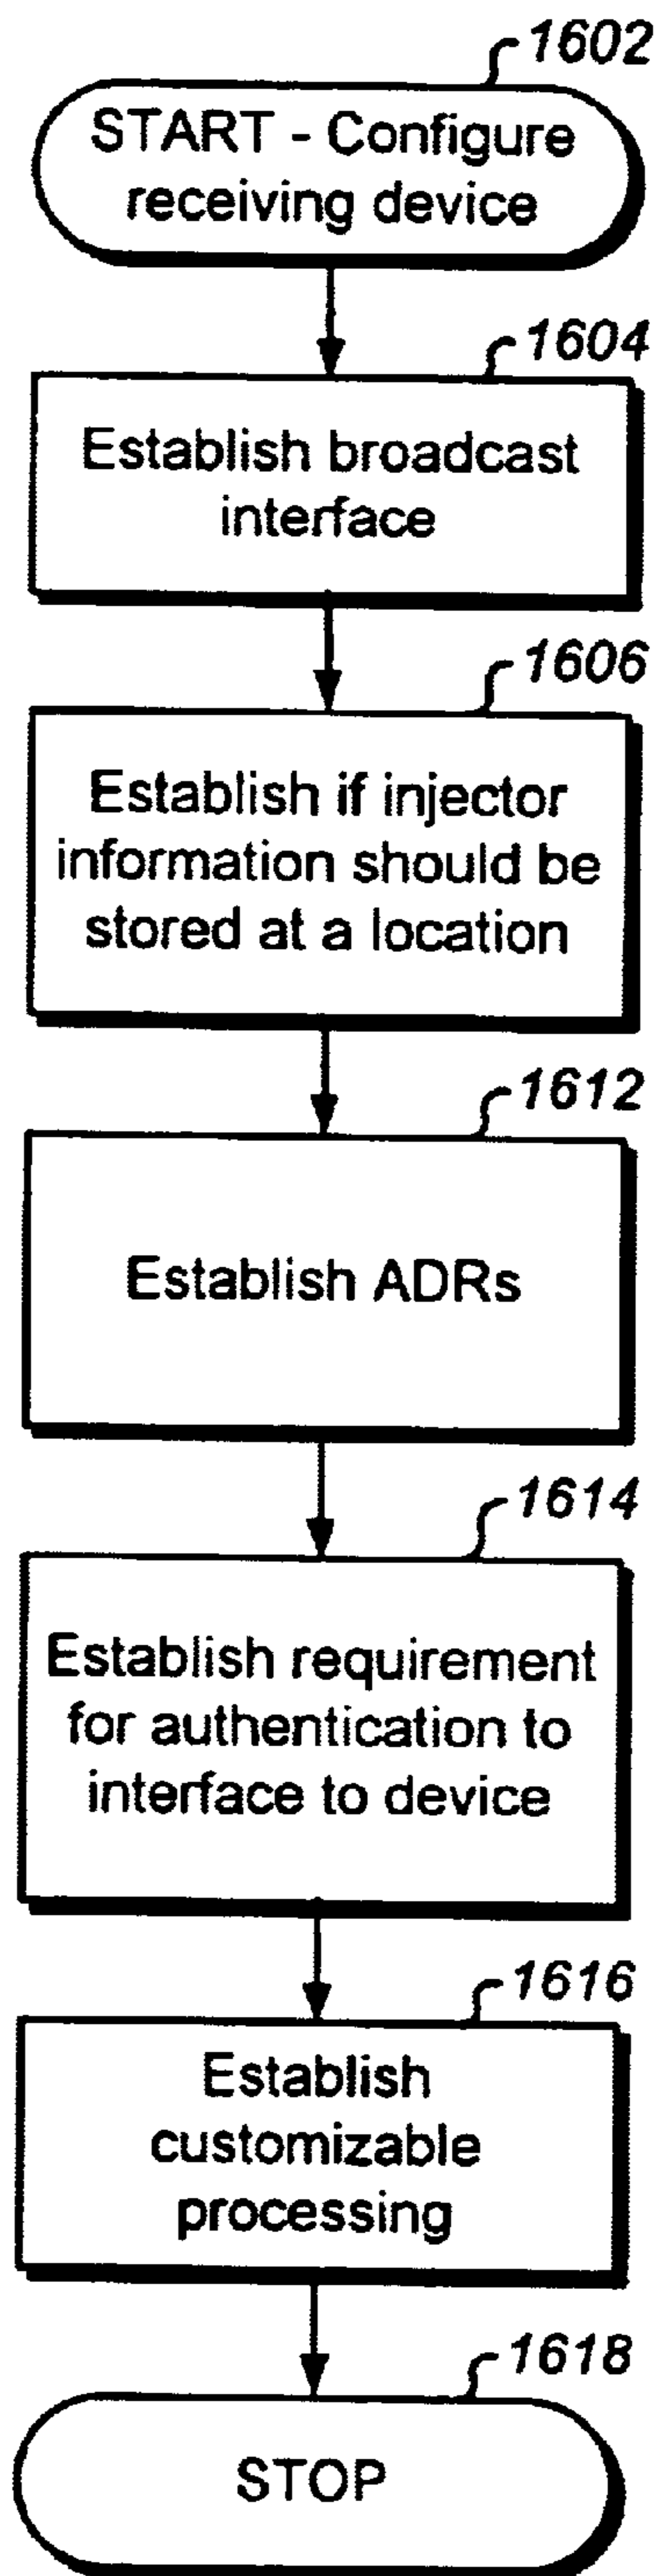 1602
START - Configure
receiving device
1604
Establish broadcast
interface
1606
Establish if injector
information should be
stored at a location
1612
Establish ADRs
1614
Establish requirement
for authentication to
interface to device
1616
Establish
customizable
processing
1618
STOP